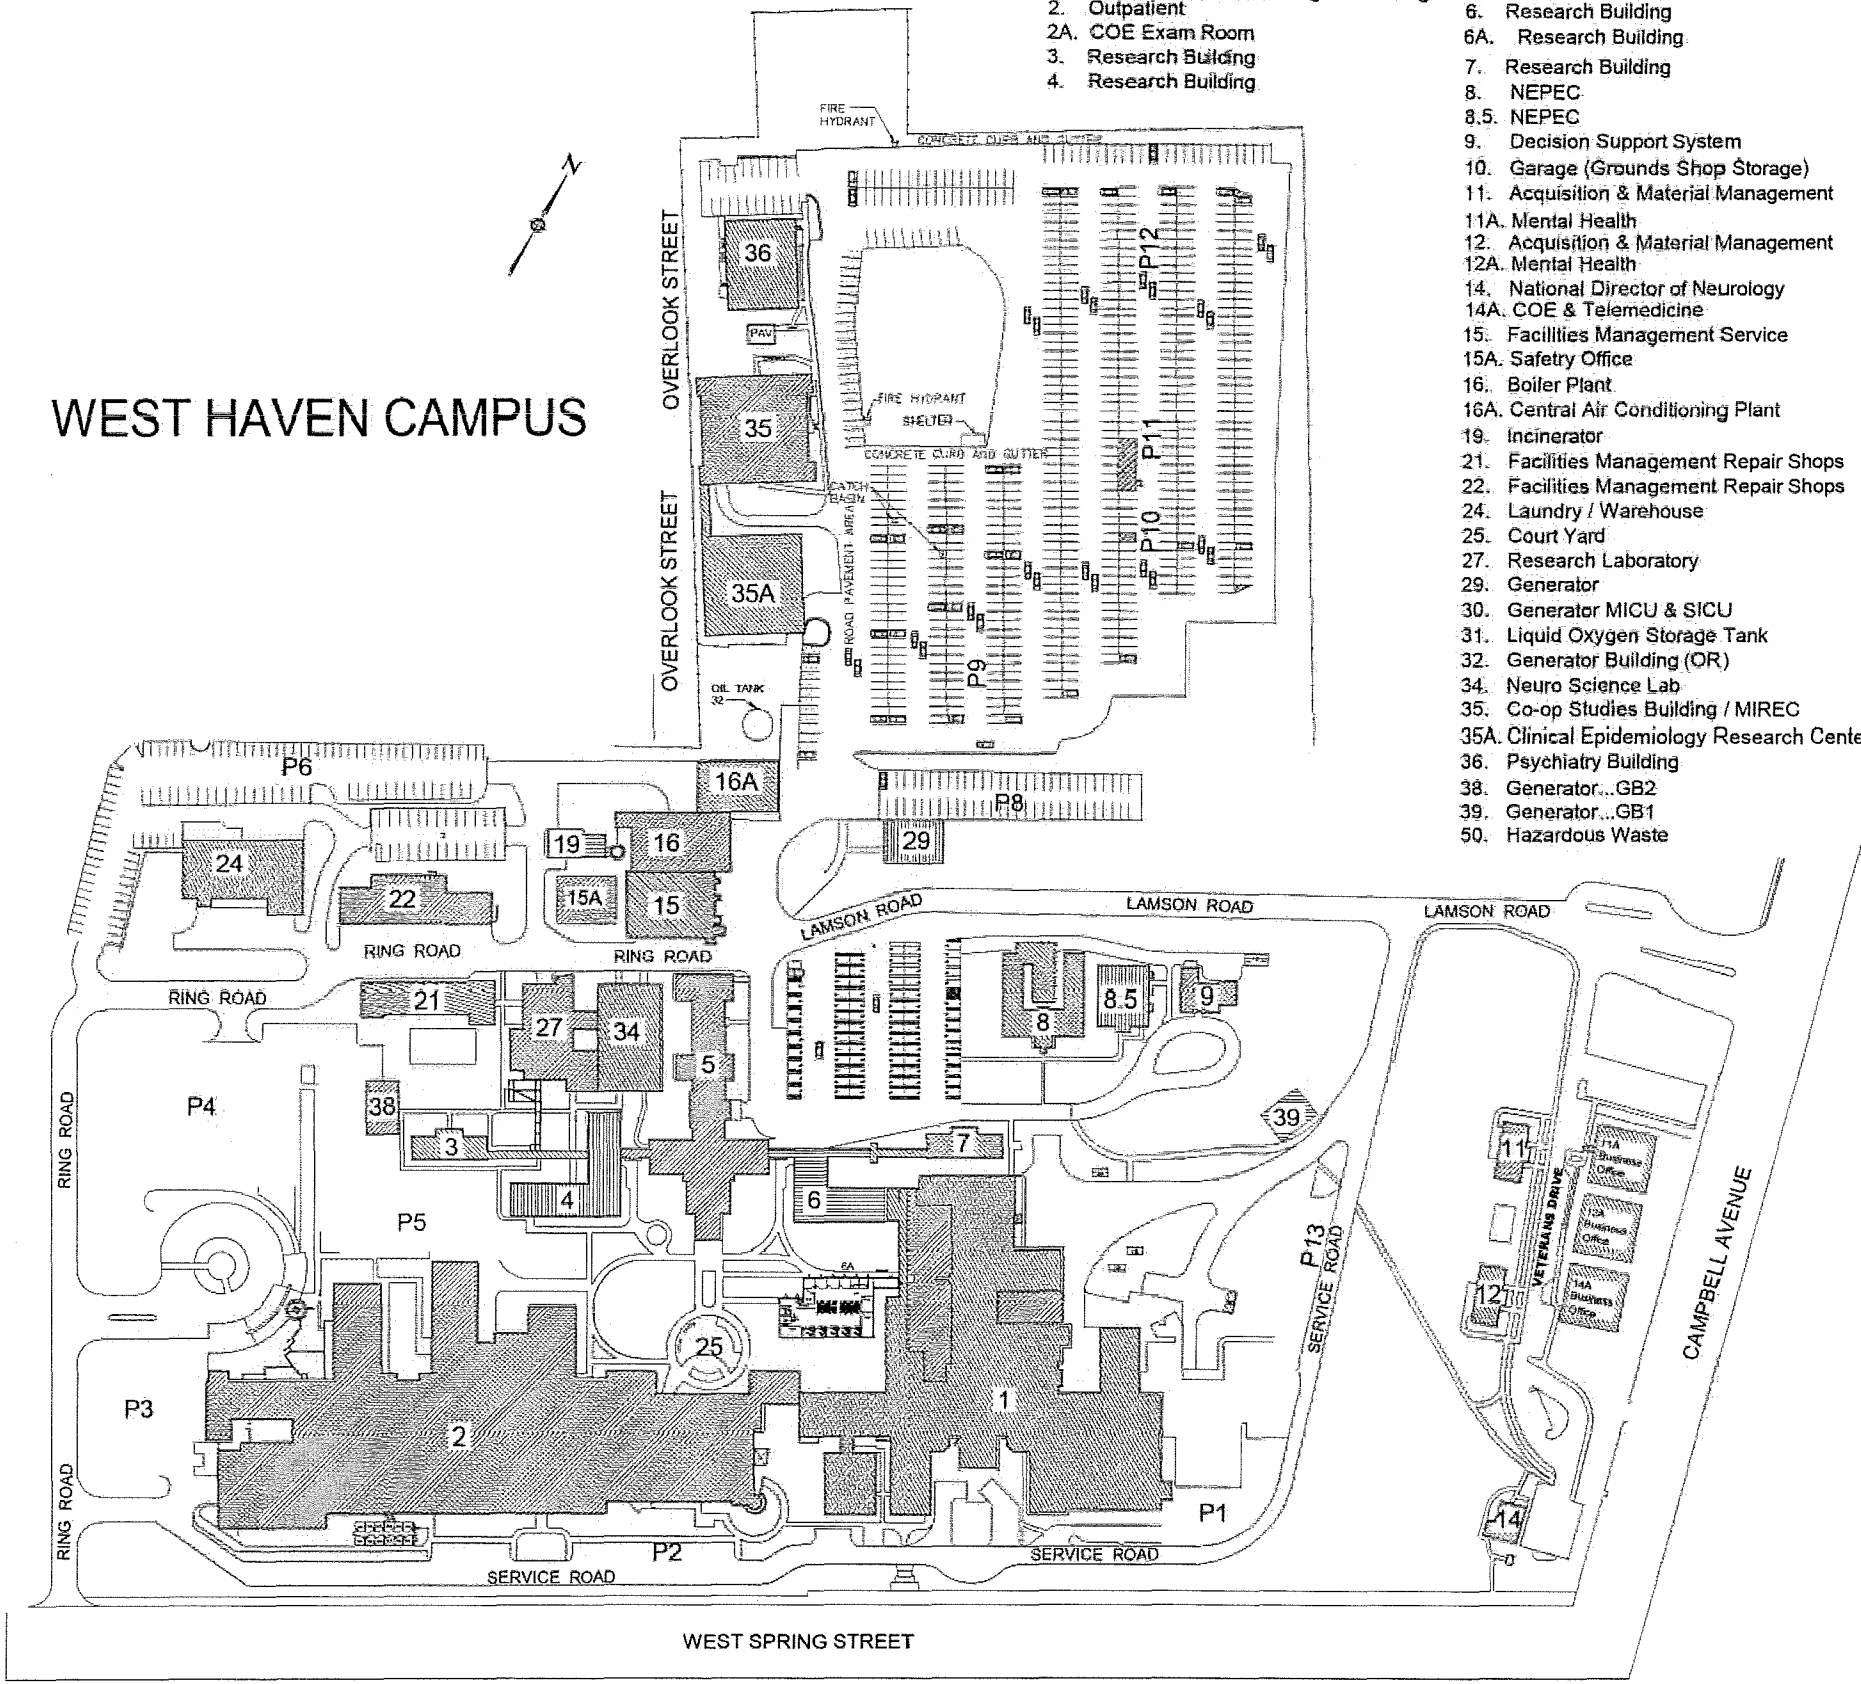 2. Outpatient
2A. COE Exam Room
3. Research Building
4. Research Building
6. Research Building
6A. Research Building
7. Research Building
8. NEPEC
8.5. NEPEC
9. Decision Support System
10. Garage (Grounds Shop Storage)
11. Acquisition & Material Management
11A. Mental Health
12. Acquisition & Material Management
12A. Mental Health
14. National Director of Neurology
14A. COE & Telemedicine
15. Facilities Management Service
15A. Safetry Office
16. Boiler Plant
16A. Central Air Conditioning Plant
19. Incinerator
21. Facilities Management Repair Shops
22. Facilities Management Repair Shops
24. Laundry / Warehouse
25. Court Yard
27. Research Laboratory
29. Generator
30. Generator MICU & SICU
31. Liquid Oxygen Storage Tank
32. Generator Building (OR)
34. Neuro Science Lab
35. Co-op Studies Building / MIREC
35A. Clinical Epidemiology Research Cente
36. Psychiatry Building
38. Generator...GB2
39. Generator...GB1
50. Hazardous Waste
FIRE
HYDRANT
CONCRETE CURB AND GUTTER
N
WEST HAVEN CAMPUS
OVERLOOK STREET
OVERLOOK STREET
OVERLOOK STREET
36
PAV
35
35A
P12
P11
P10
P9
FIRE HYDRANT
SHELTER
CONCRETE CURB AND GUTTER
CATCH
BASIN
ROAD PAVEMENT AREA
OIL TANK
32
P6
16A
P8
19
16
29
24
22
15A
15
LAMSON ROAD
LAMSON ROAD
LAMSON ROAD
RING ROAD
RING ROAD
RING ROAD
21
27
34
5
8
8.5
9
P4
38
RING ROAD
3
7
39
4
6
P5
11
11A
Business
Office
12A
Business
Office
14A
Business
Office
VETERANS DRIVE
12
CAMPBELL AVENUE
P13
SERVICE ROAD
6A
25
P3
2
1
RING ROAD
P1
14
P2
SERVICE ROAD
SERVICE ROAD
WEST SPRING STREET